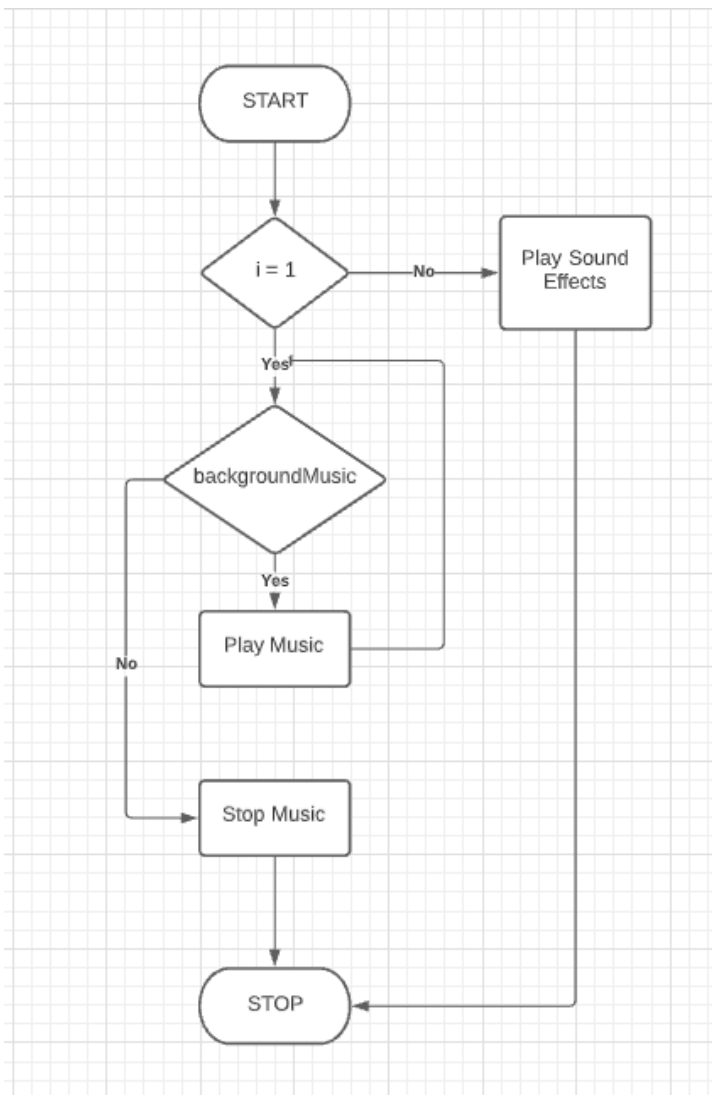 START
i = 1
No
Play Sound
Effects
Yes
backgroundMusic
Yes
Play Music
No
Stop Music
STOP